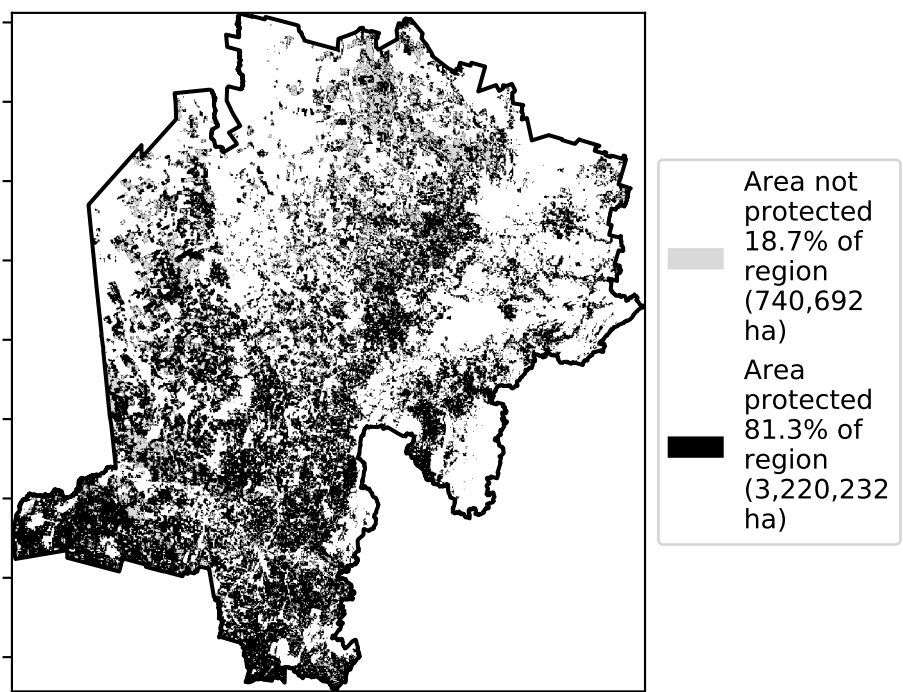 Area not
protected
18.7% of
region
(740,692
ha)
Area
protected
81.3% of
region
(3,220,232
ha)